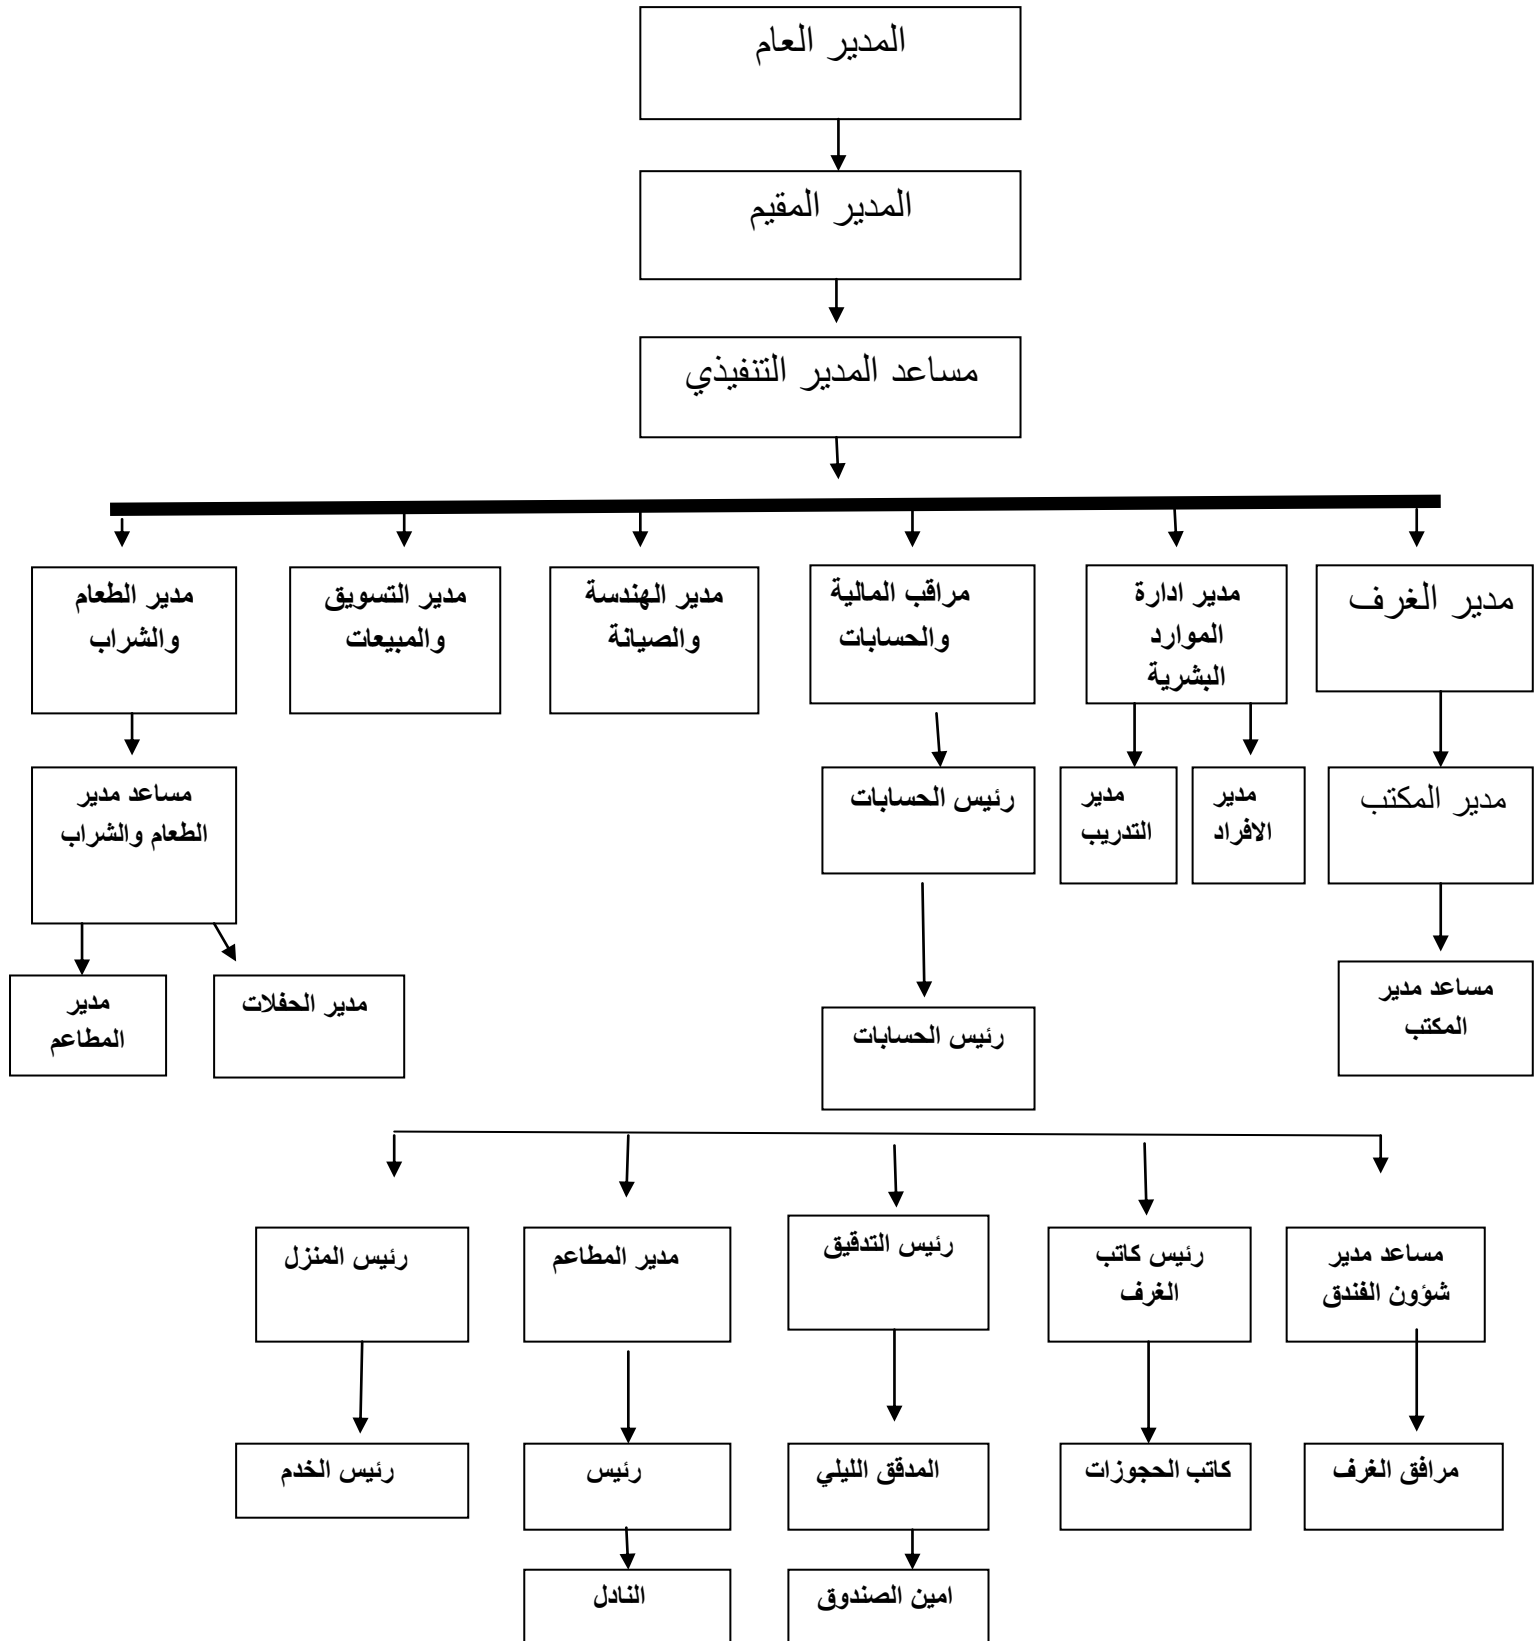 المدير العام
المدير المقيم
مساعد المدير التنفيذي
مدير الغرف
مدير ادارة
الموارد
البشرية
مراقب المالية
والحسابات
مدير الهندسة
والصيانة
مدير التسويق
والمبيعات
مدير الطعام
والشراب
مدير المكتب
مدير
الافراد
مدير
التدريب
رئيس الحسابات
مساعد مدير
الطعام والشراب
مساعد مدير
المكتب
رئيس الحسابات
مدير الحفلات
مدير
المطاعم
مساعد مدير
شؤون الفندق
رئيس كاتب
الغرف
رئيس التدقيق
مدير المطاعم
رئيس المنزل
مرافق الغرف
كاتب الحجوزات
المدقق الليلي
رئيس
رئيس الخدم
امين الصندوق
النادل